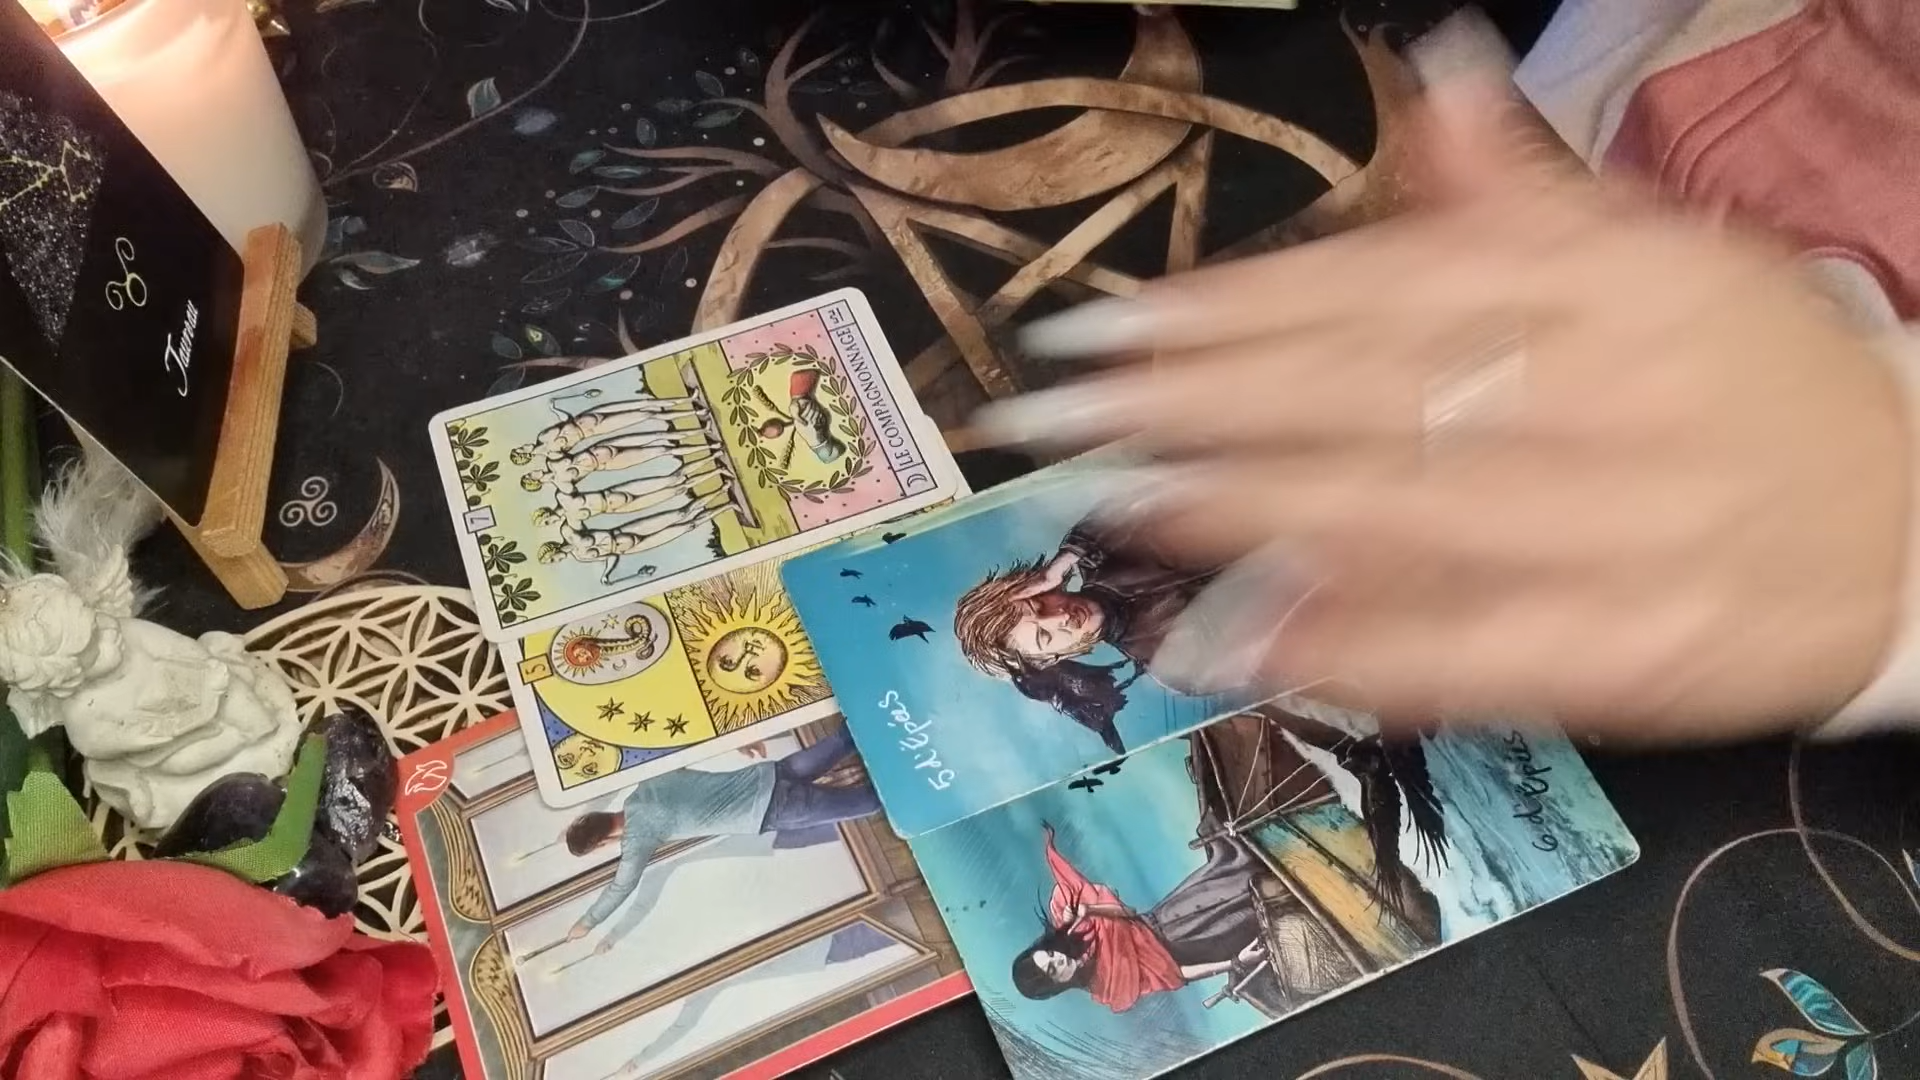 Taureau
LE COMPAGNONNAGE
7
5
5 d'Épées
6 d'Épées